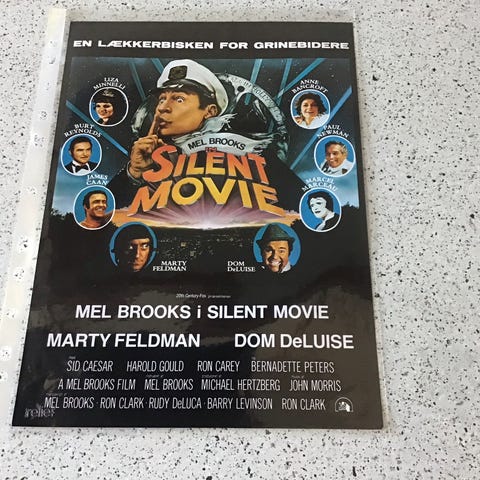 EN LÆKKERBISKEN FOR GRINEBIDERE
LIZA
MINNELLI
ANNE
BANCROFT
BURT
REYNOLDS
PAUL
NEWMAN
JAMES
CAAN
MARCEL
MARCEAU
MEL BROOKS
SILENT
MOVIE
MARTY
FELDMAN
DOM
DeLUISE
20th Century-Fox
MEL BROOKS i SILENT MOVIE
MARTY FELDMAN DOM DeLUISE
SID CAESAR HAROLD GOULD RON CAREY BERNADETTE PETERS
A MEL BROOKS FILM MEL BROOKS MICHAEL HERTZBERG JOHN MORRIS
MEL BROOKS · RON CLARK · RUDY DeLUCA · BARRY LEVINSON RON CLARK
relief